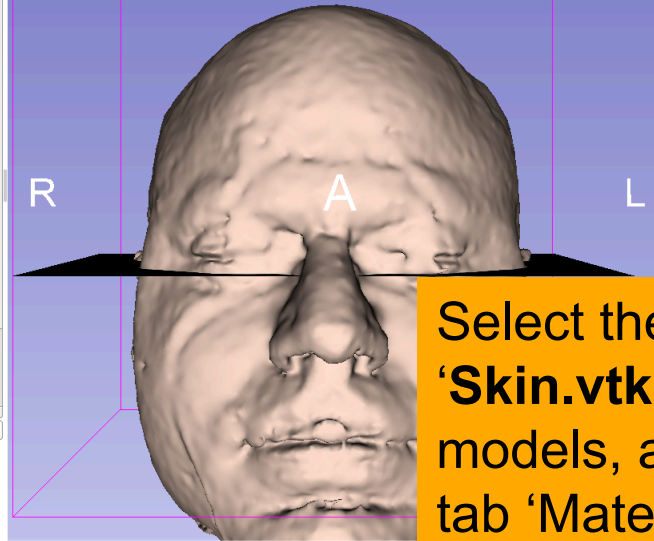 R
A
L
Select the
‘Skin.vtk
models, a
tab ‘Mate